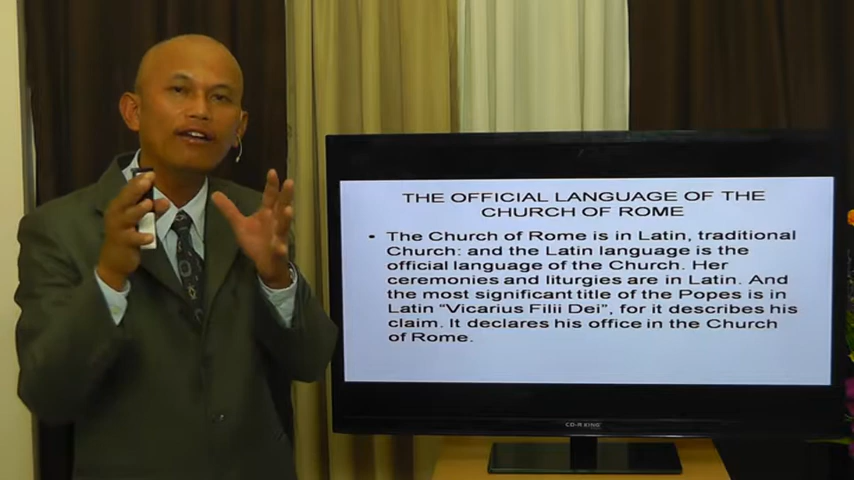 THE OFFICIAL LANGUAGE OF THE
CHURCH OF ROME
• The Church of Rome is in Latin, traditional
Church: and the Latin language is the
official language of the Church. Her
ceremonies and liturgies are in Latin. And
the most significant title of the Popes is in
Latin "Vicarius Filii Dei", for it describes his
claim. It declares his office in the Church
of Rome.
CD-R KING